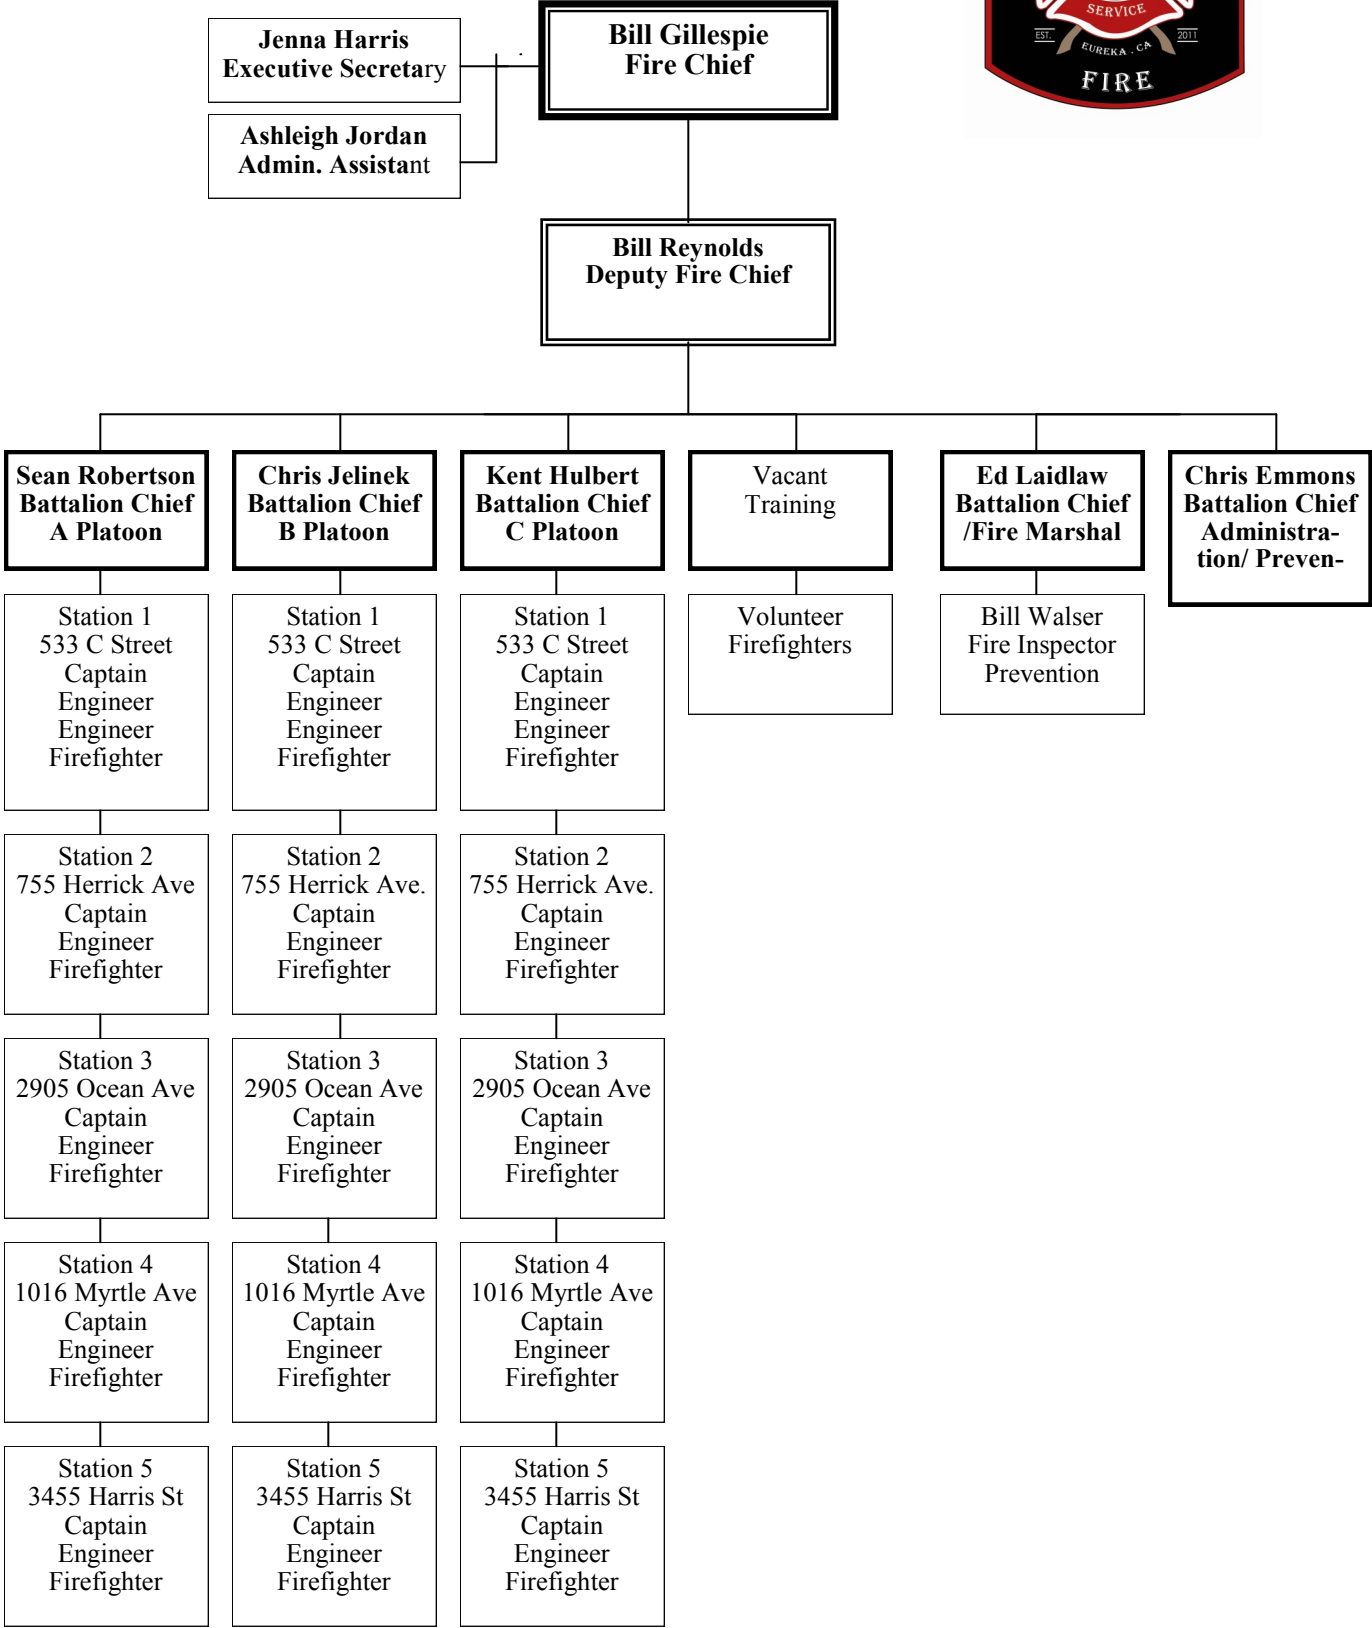 SERVICE
EST.
2011
EUREKA . CA
FIRE
Jenna Harris
Executive Secretary
Bill Gillespie
Fire Chief
Ashleigh Jordan
Admin. Assistant
Bill Reynolds
Deputy Fire Chief
Sean Robertson
Battalion Chief
A Platoon
Chris Jelinek
Battalion Chief
B Platoon
Kent Hulbert
Battalion Chief
C Platoon
Vacant
Training
Ed Laidlaw
Battalion Chief
/Fire Marshal
Chris Emmons
Battalion Chief
Administra-
tion/ Preven-
Station 1
533 C Street
Captain
Engineer
Engineer
Firefighter
Station 1
533 C Street
Captain
Engineer
Engineer
Firefighter
Station 1
533 C Street
Captain
Engineer
Engineer
Firefighter
Volunteer
Firefighters
Bill Walser
Fire Inspector
Prevention
Station 2
755 Herrick Ave
Captain
Engineer
Firefighter
Station 2
755 Herrick Ave.
Captain
Engineer
Firefighter
Station 2
755 Herrick Ave.
Captain
Engineer
Firefighter
Station 3
2905 Ocean Ave
Captain
Engineer
Firefighter
Station 3
2905 Ocean Ave
Captain
Engineer
Firefighter
Station 3
2905 Ocean Ave
Captain
Engineer
Firefighter
Station 4
1016 Myrtle Ave
Captain
Engineer
Firefighter
Station 4
1016 Myrtle Ave
Captain
Engineer
Firefighter
Station 4
1016 Myrtle Ave
Captain
Engineer
Firefighter
Station 5
3455 Harris St
Captain
Engineer
Firefighter
Station 5
3455 Harris St
Captain
Engineer
Firefighter
Station 5
3455 Harris St
Captain
Engineer
Firefighter